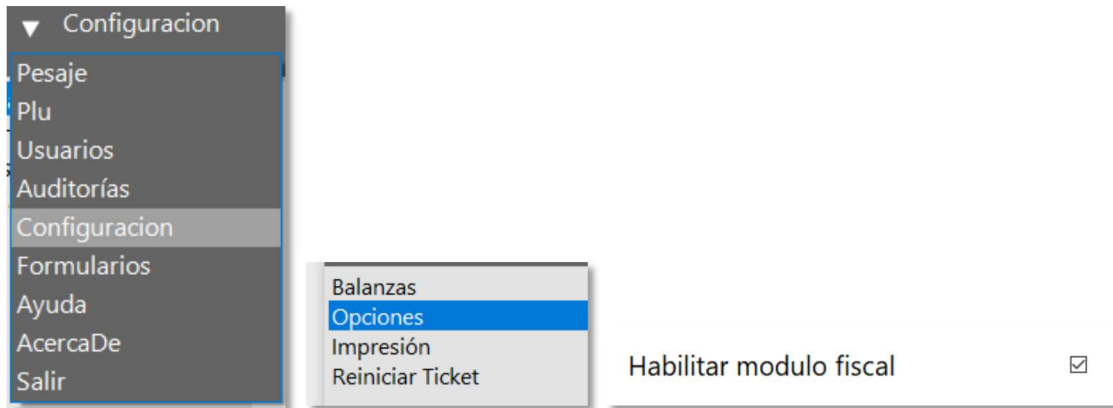 Configuracion
Pesaje
Plu
Usuarios
Auditorías
Configuracion
Formularios
Ayuda
AcercaDe
Salir
Balanzas
Opciones
Impresión
Reiniciar Ticket
Habilitar modulo fiscal